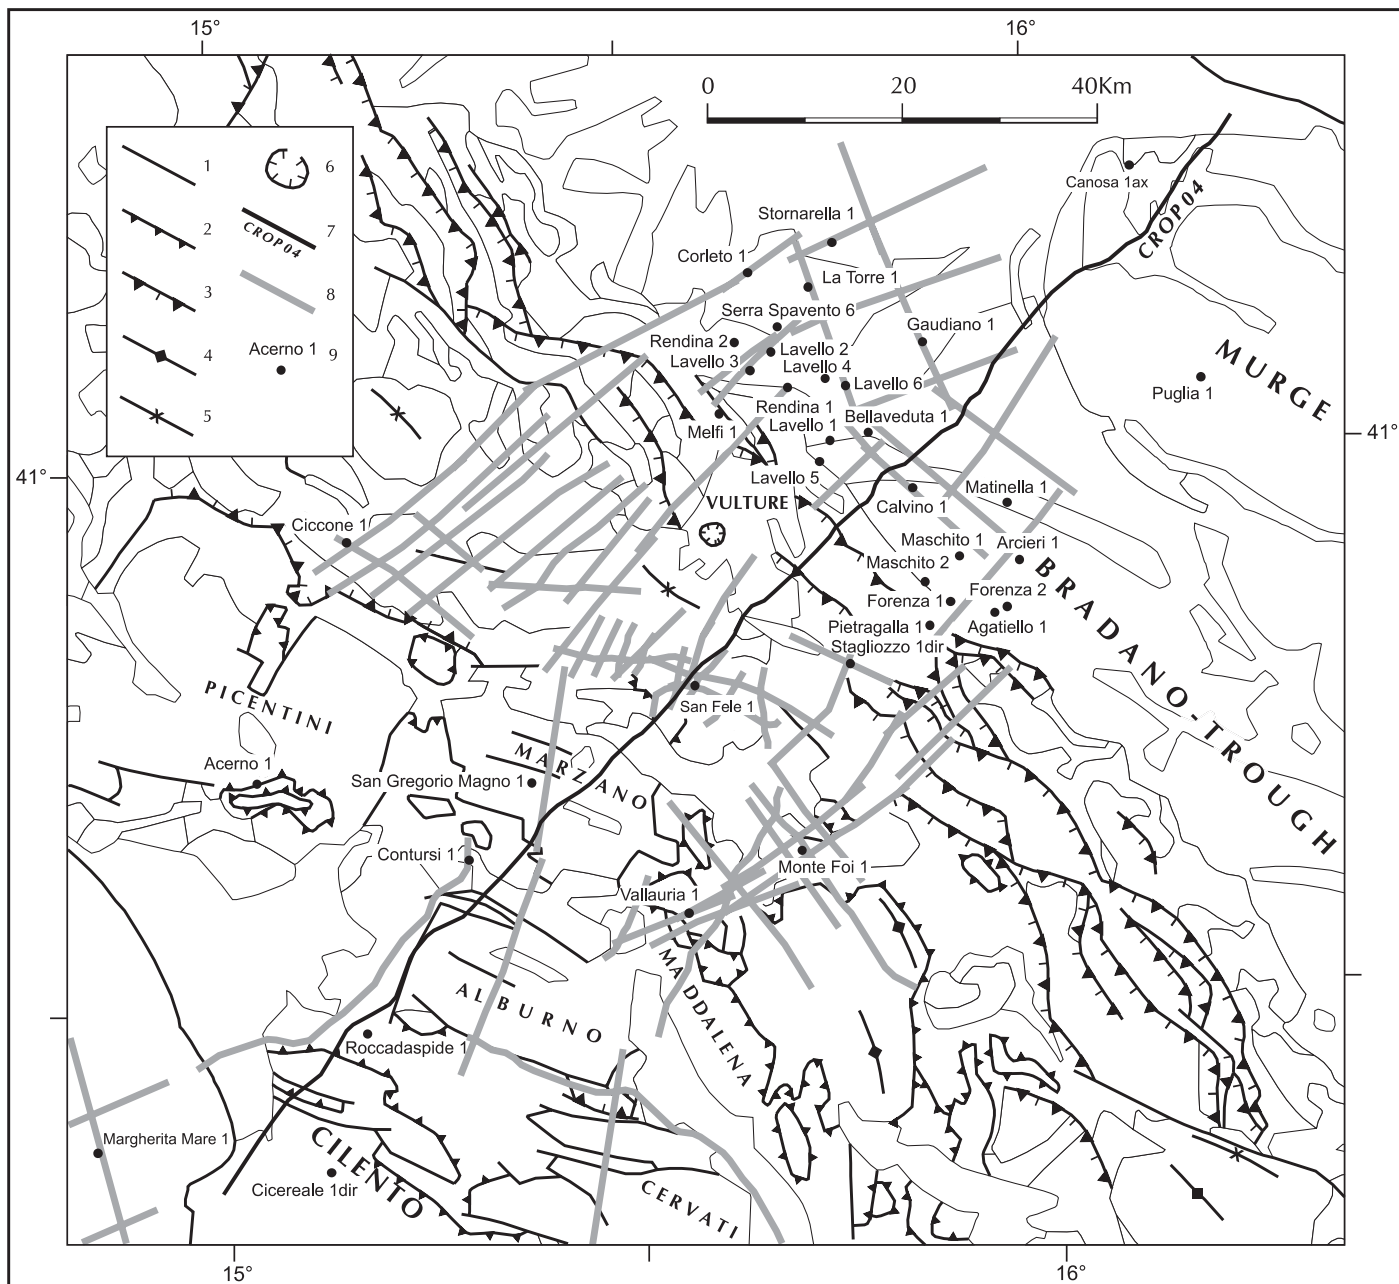 15°
16°
0
20
40Km
1
6
2
7
CROP04
3
8
4
Acerno 1
9
5
Canosa 1ax
CROP04
Stornarella 1
Corleto 1
La Torre 1
Serra Spavento 6
Gaudiano 1
Rendina 2
Lavello 2
Lavello 3
Lavello 4
Lavello 6
MURGE
Puglia 1
Rendina 1
Bellaveduta 1
Melfi 1
Lavello 1
41°
41°
Lavello 5
Matinella 1
VULTURE
Calvino 1
Ciccone 1
Maschito 1
Arcieri 1
Maschito 2
BRADANO-TROUGH
Forenza 1
Forenza 2
Pietragalla 1
Agatiello 1
Stagliozzo 1dir
PICENTINI
San Fele 1
MARZANO
Acerno 1
San Gregorio Magno 1
Contursi 1
Monte Foi 1
Vallauria 1
MADDALENA
ALBURNO
Roccadaspide 1
Margherita Mare 1
CILENTO
Cicereale 1dir
CERVATI
15°
16°